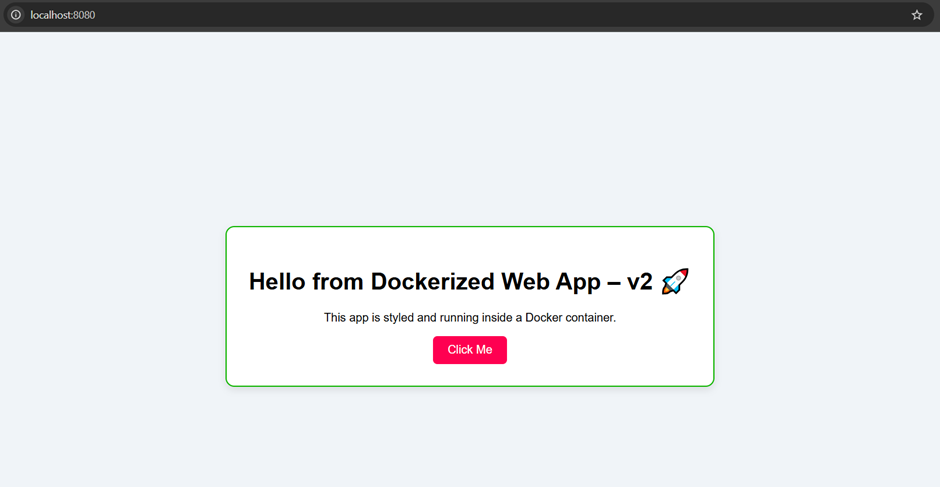 localhost:8080
Hello from Dockerized Web App – v2 🚀
This app is styled and running inside a Docker container.
Click Me